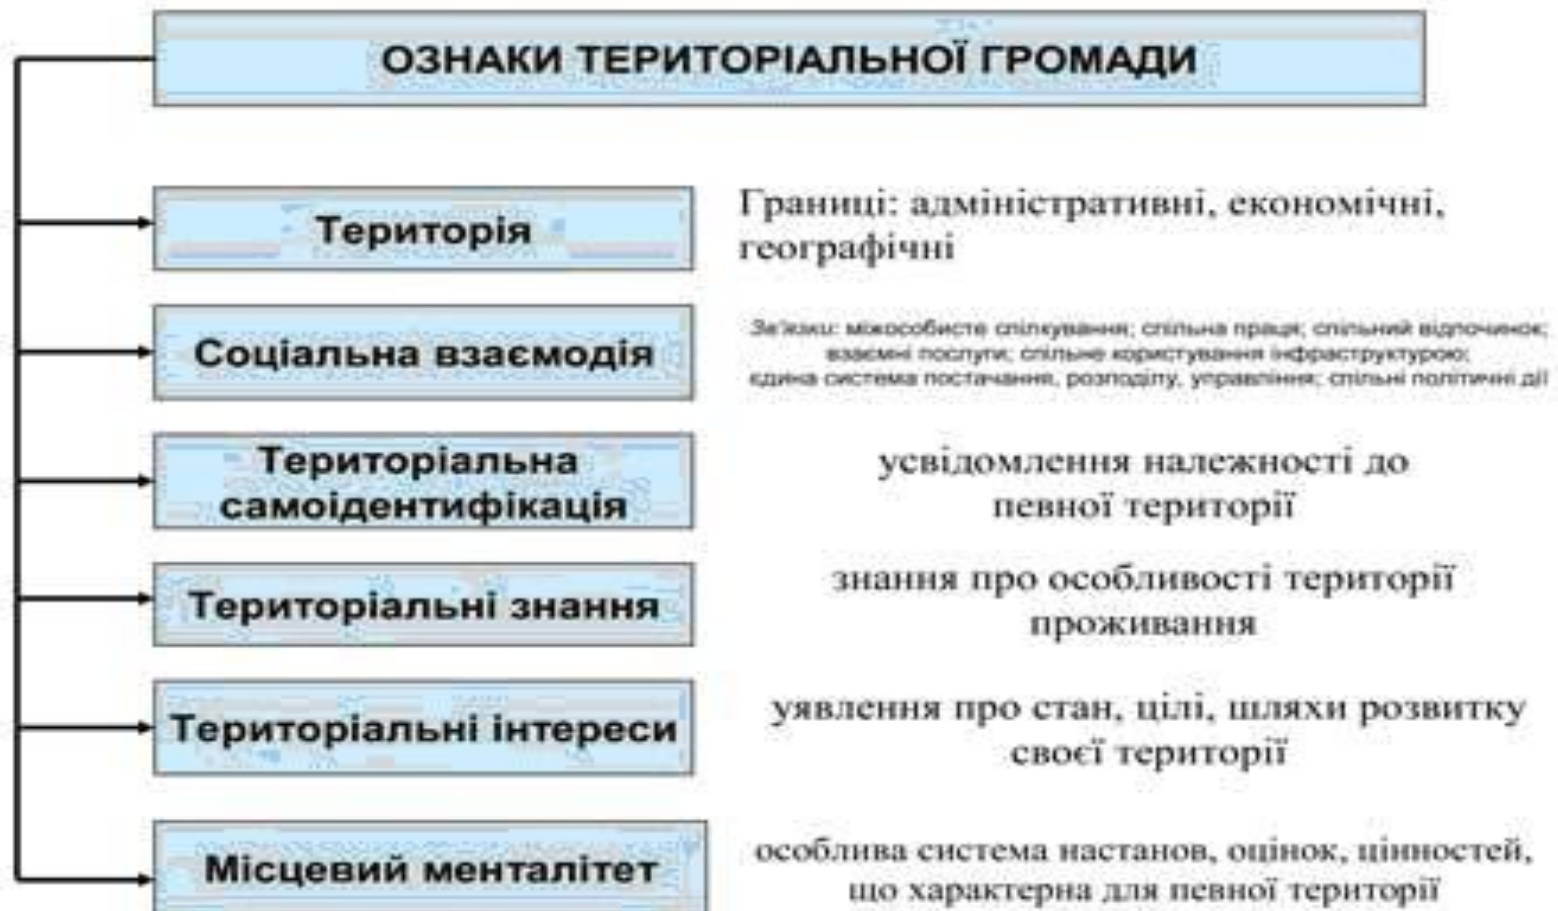 ОЗНАКИ ТЕРИТОРІАЛЬНОЇ ГРОМАДИ
Територія
Границі: адміністративні, економічні,
географічні
Соціальна взаємодія
Зв'язки: міжособисте спілкування; спільна праця; спільний відпочинок;
взаємні послуги; спільне користування інфраструктурою;
єдина система постачання, розподілу, управління; спільні політичні дії
Територіальна
самоідентифікація
усвідомлення належності до
певної території
Територіальні знання
знання про особливості території
проживання
Територіальні інтереси
уявлення про стан, цілі, шляхи розвитку
своєї території
Місцевий менталітет
особлива система настанов, оцінок, цінностей,
що характерна для певної території